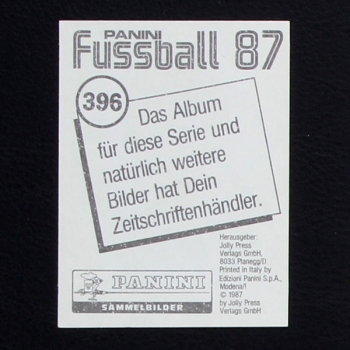 PANINI
Fussball 87
396
Das Album
für diese Serie und
natürlich weitere
Bilder hat Dein
Zeitschriftenhändler.
Herausgeber:
Jolly Press
Verlags GmbH,
8033 Planegg/D
Printed in Italy by
Edizioni Panini S.p.A.,
Modena/I
© 1987
by Jolly Press
Verlags GmbH
PANINI
SAMMELBILDER